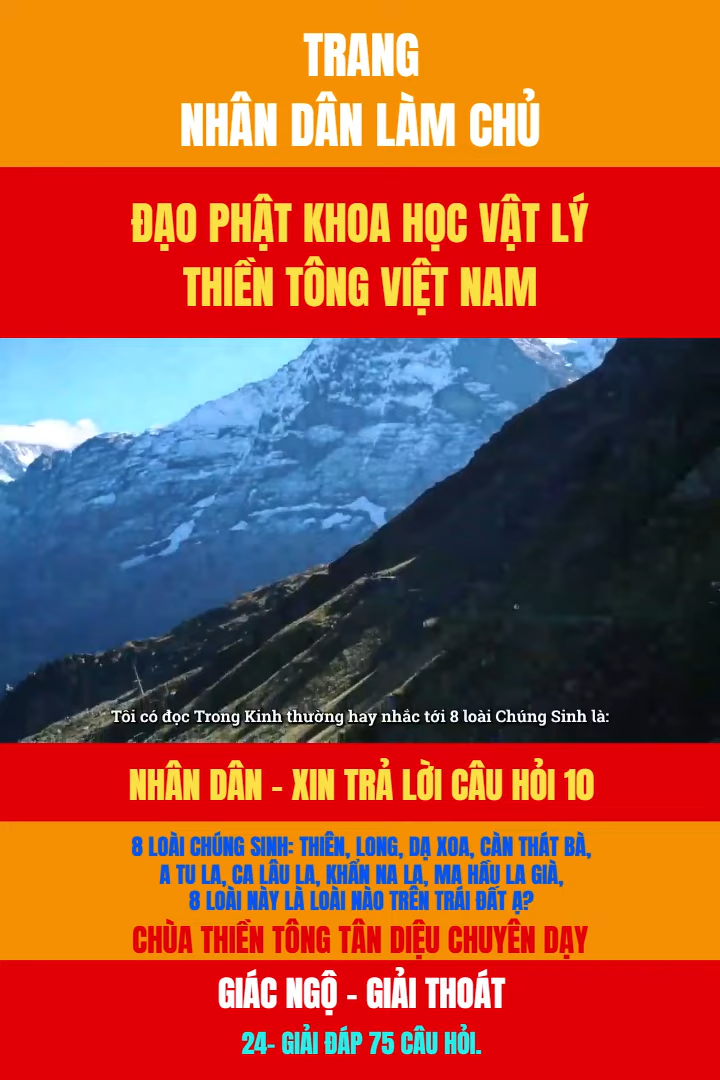 TRANG
NHÂN DÂN LÀM CHỦ
ĐẠO PHẬT KHOA HỌC VẬT LÝ
THIỀN TÔNG VIỆT NAM
Tôi có đọc Trong Kinh thường hay nhắc tới 8 loài Chúng Sinh là:
NHÂN DÂN - XIN TRẢ LỜI CÂU HỎI 10
8 LOÀI CHÚNG SINH: THIÊN, LONG, DẠ XOA, CÀN THÁT BÀ,
A TU LA, CA LÂU LA, KHẨN NA LA, MA HẦU LA GIÀ,
8 LOÀI NÀY LÀ LOÀI NÀO TRÊN TRÁI ĐẤT Ạ?
CHÙA THIỀN TÔNG TÂN DIỆU CHUYÊN DẠY
GIÁC NGỘ - GIẢI THOÁT
24- GIẢI ĐÁP 75 CÂU HỎI.